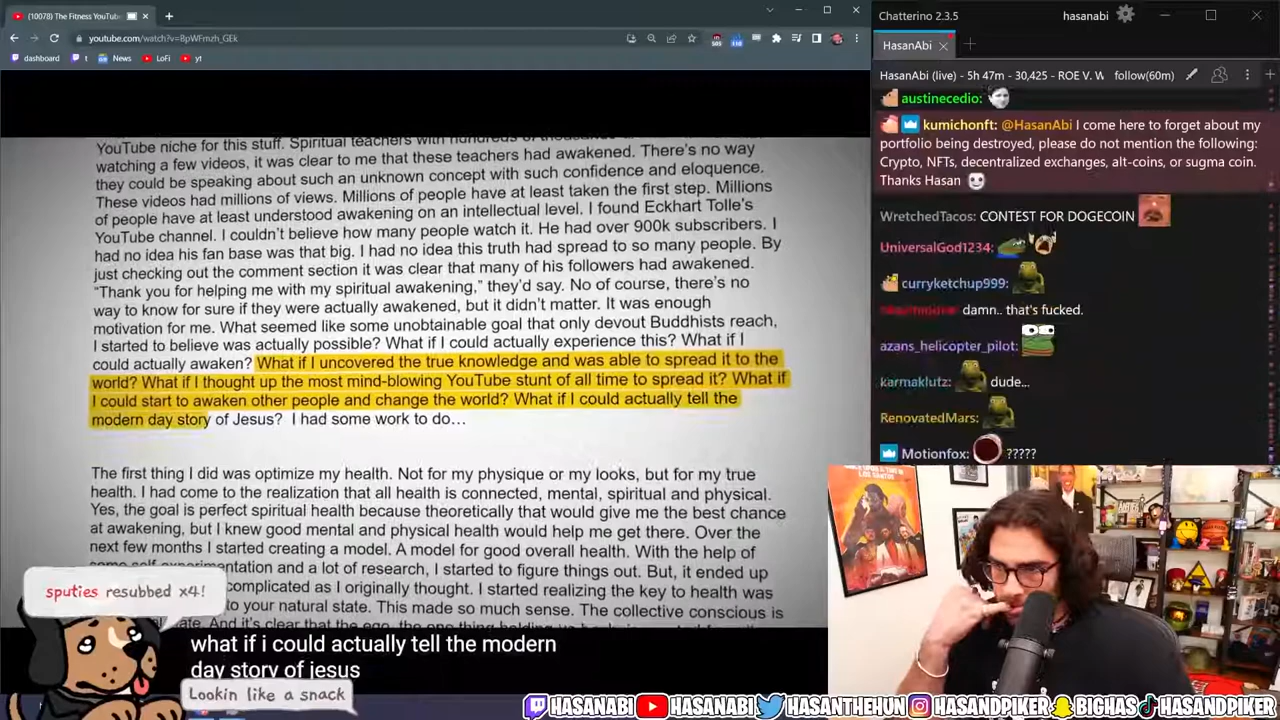 (10078) The Fitness YouTub
youtube.com/watch?v=BpWFmzh_GEk
dashboard
t
News
LoFi
yt
YouTube niche for this stuff. Spiritual teachers with hundreds of thousands
watching a few videos, it was clear to me that these teachers had awakened. There's no way
they could be speaking about such an unknown concept with such confidence and eloquence.
These videos had millions of views. Millions of people have at least taken the first step. Millions
of people have at least understood awakening on an intellectual level. I found Eckhart Tolle's
YouTube channel. I couldn't believe how many people watch it. He had over 900k subscribers. I
had no idea his fan base was that big. I had no idea this truth had spread to so many people. By
just checking out the comment section it was clear that many of his followers had awakened.
"Thank you for helping me with my spiritual awakening," they'd say. No of course, there's no
way to know for sure if they were actually awakened, but it didn't matter. It was enough
motivation for me. What seemed like some unobtainable goal that only devout Buddhists reach,
I started to believe was actually possible? What if I could actually experience this? What if I
could actually awaken? What if I uncovered the true knowledge and was able to spread it to the
world? What if I thought up the most mind-blowing YouTube stunt of all time to spread it? What if
I could start to awaken other people and change the world? What if I could actually tell the
modern day story of Jesus? I had some work to do…
The first thing I did was optimize my health. Not for my physique or my looks, but for my true
health. I had come to the realization that all health is connected, mental, spiritual and physical.
Yes, the goal is perfect spiritual health because theoretically that would give me the best chance
at awakening, but I knew good mental and physical health would help me get there. Over the
next few months I started creating a model. A model for good overall health. With the help of
some self experimentation and a lot of research, I started to figure things out. But, it ended up
complicated as I originally thought. I started realizing the key to health was
to your natural state. This made so much sense. The collective conscious is
sputies resubbed x4!
what if i could actually tell the modern
day story of jesus
Lookin like a snack
Chatterino 2.3.5
hasanabi
HasanAbi
HasanAbi (live) - 5h 47m - 30,425 - ROE V. W
follow(60m)
austinecedio:
kumichonft: @HasanAbi I come here to forget about my
portfolio being destroyed, please do not mention the following:
Crypto, NFTs, decentralized exchanges, alt-coins, or sugma coin.
Thanks Hasan
WretchedTacos: CONTEST FOR DOGECOIN
UniversalGod1234:
curryketchup999:
damn.. that's fucked.
azans_helicopter_pilot:
karmaklutz: dude...
RenovatedMars:
Motionfox: ?????
HASANABI
HASANABI
HASANTHEHUN
HASANDPIKER
BIGHAS
HASANDPIKER